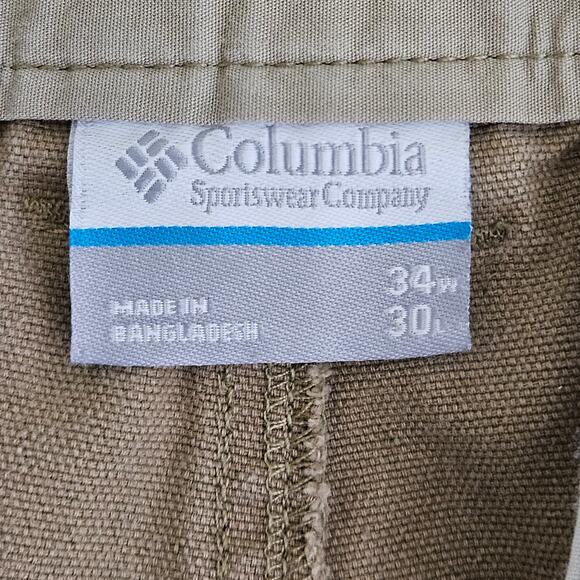 Columbia
Sportswear Company
34W
30L
MADE IN
BANGLADESH